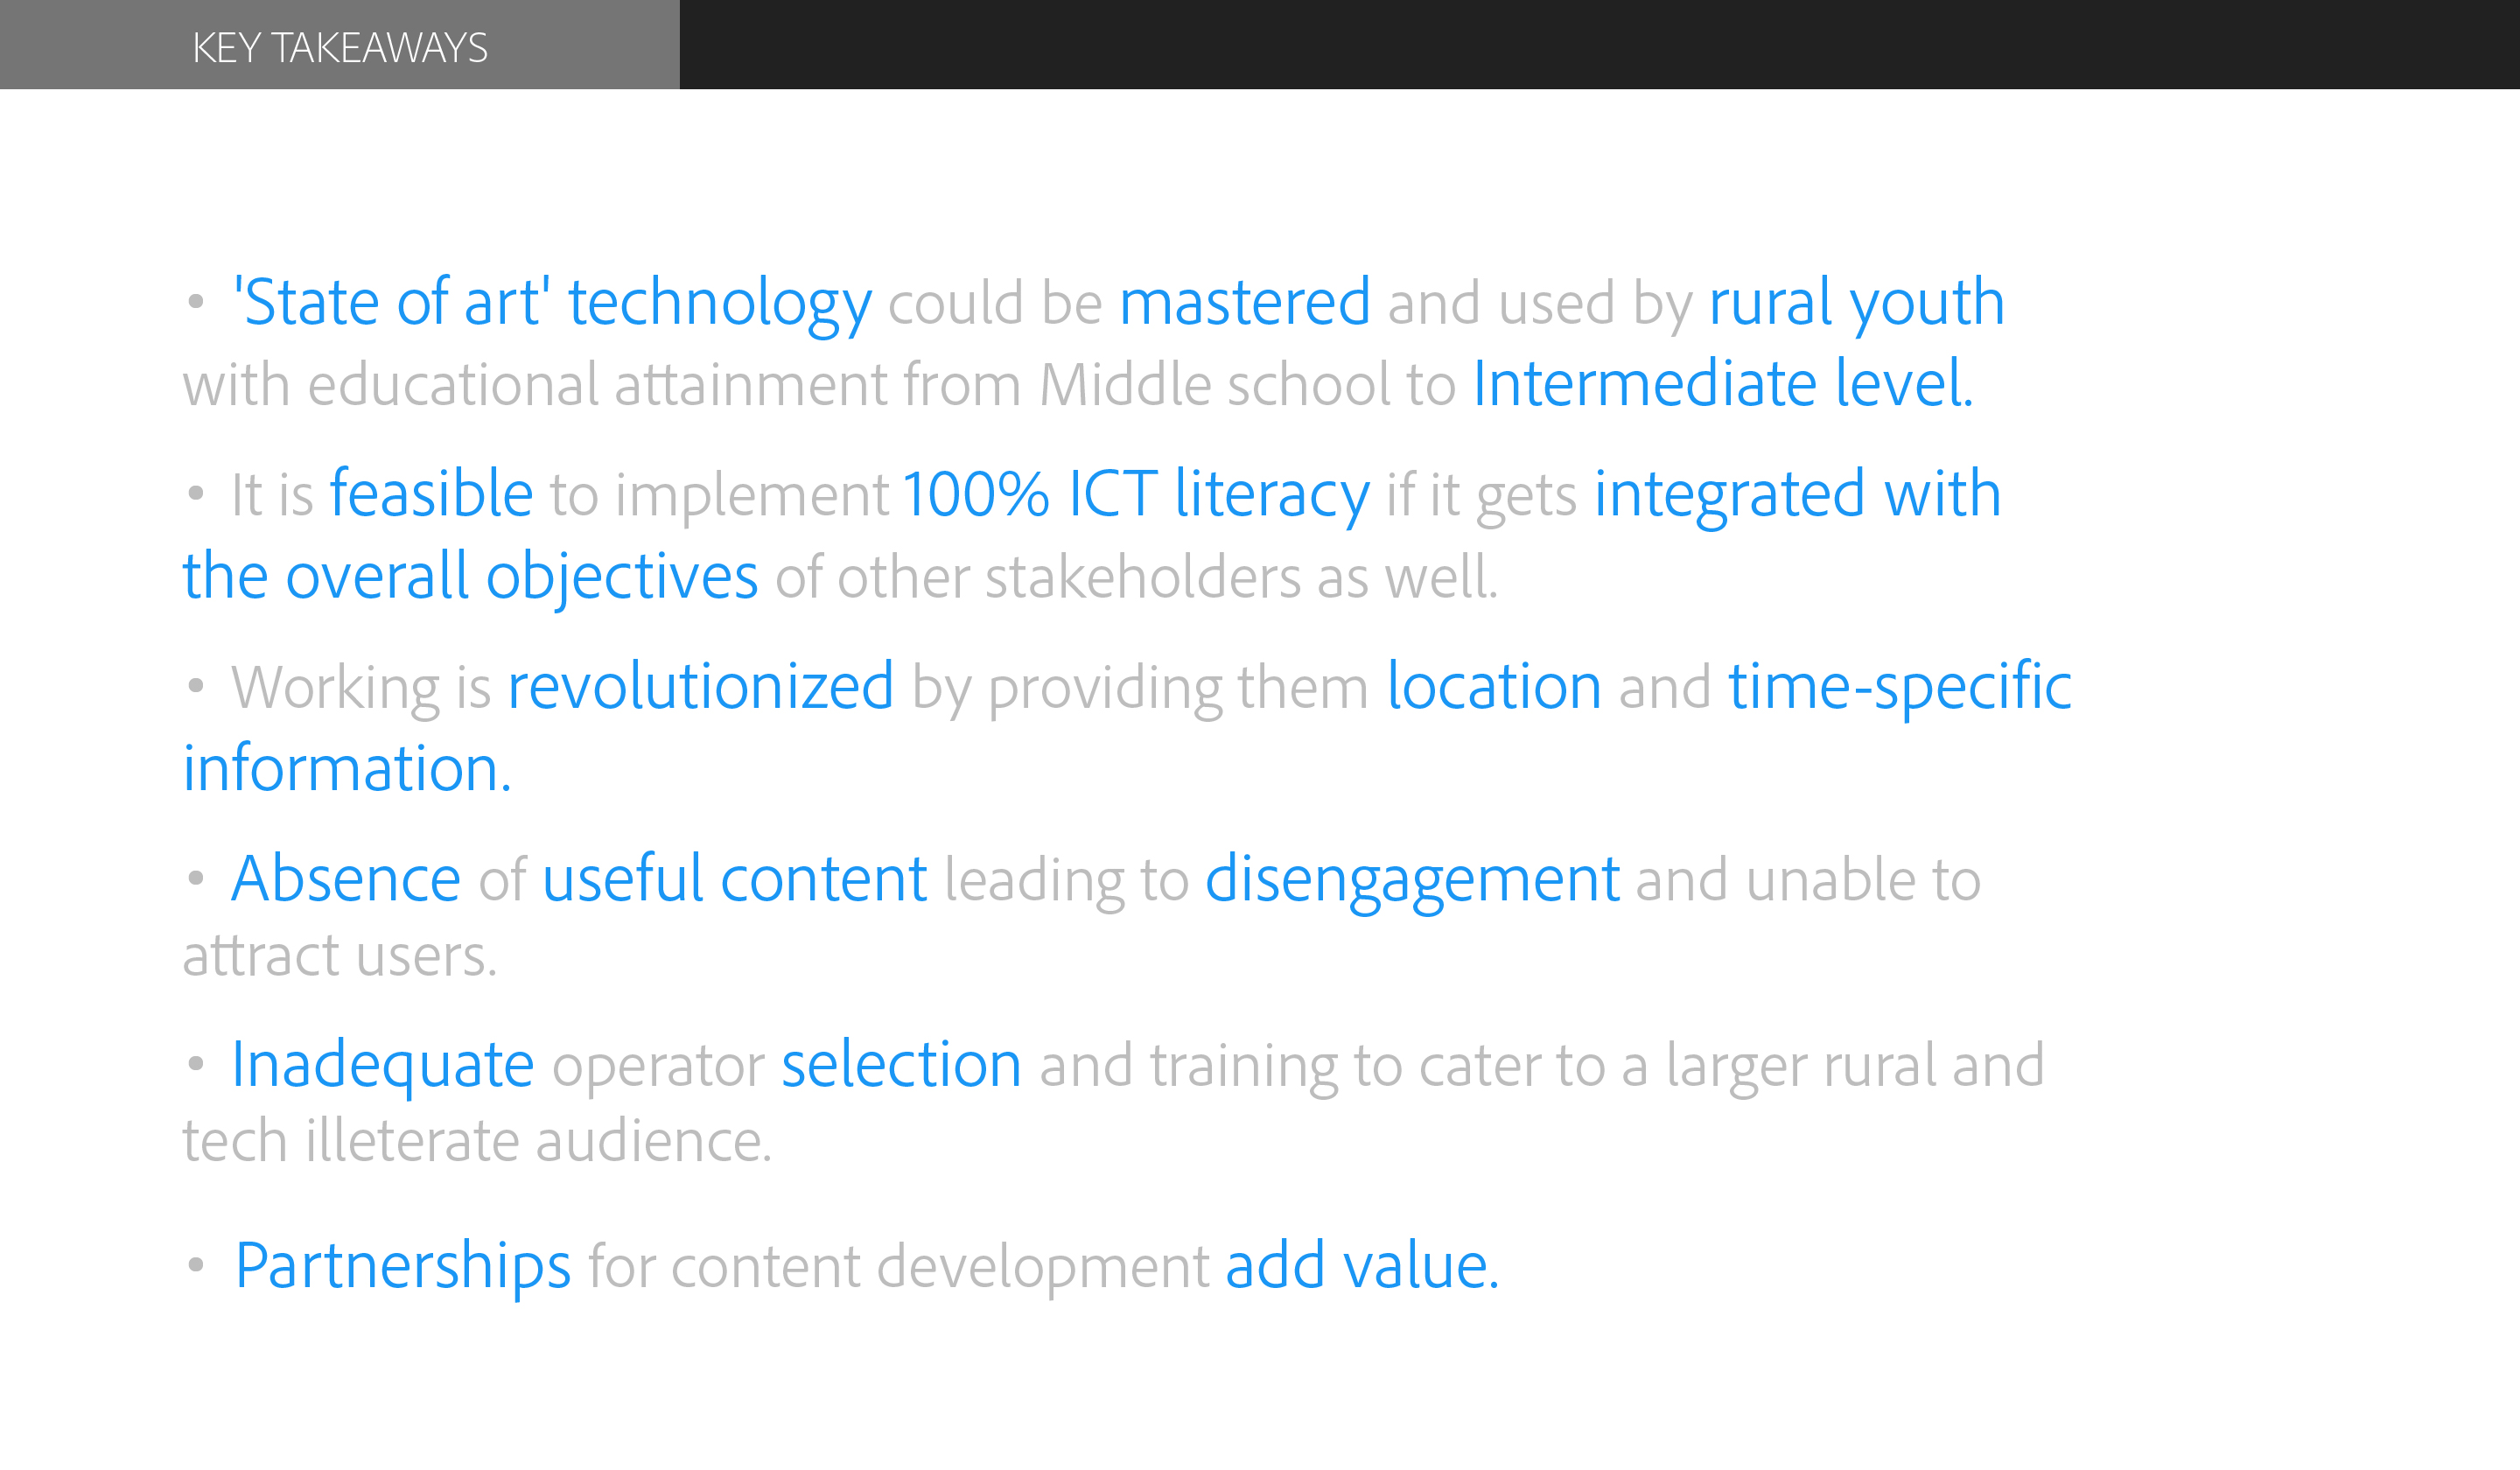 KEY TAKEAWAYS
• 'State of art' technology could be mastered and used by rural youth
with educational attainment from Middle school to Intermediate level.
• It is feasible to implement 100% ICT literacy if it gets integrated with
the overall objectives of other stakeholders as well.
• Working is revolutionized by providing them location and time-specific
information.
• Absence of useful content leading to disengagement and unable to
attract users.
• Inadequate operator selection and training to cater to a larger rural and
tech illeterate audience.
• Partnerships for content development add value.